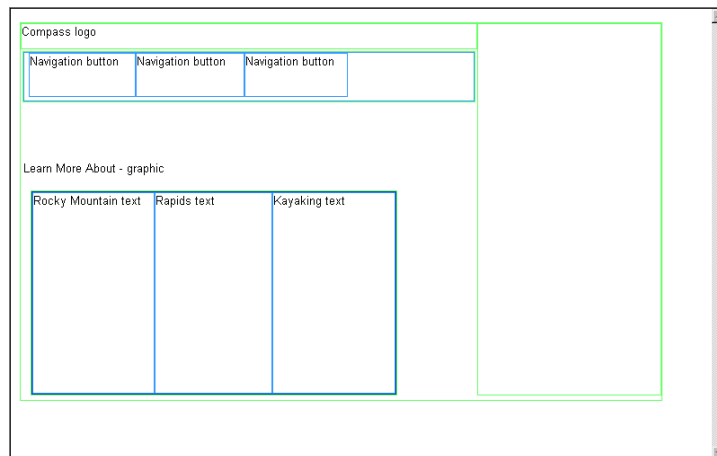 Compass logo
Navigation button Navigation button Navigation button
Learn More About - graphic
Rocky Mountain text Rapids text Kayaking text